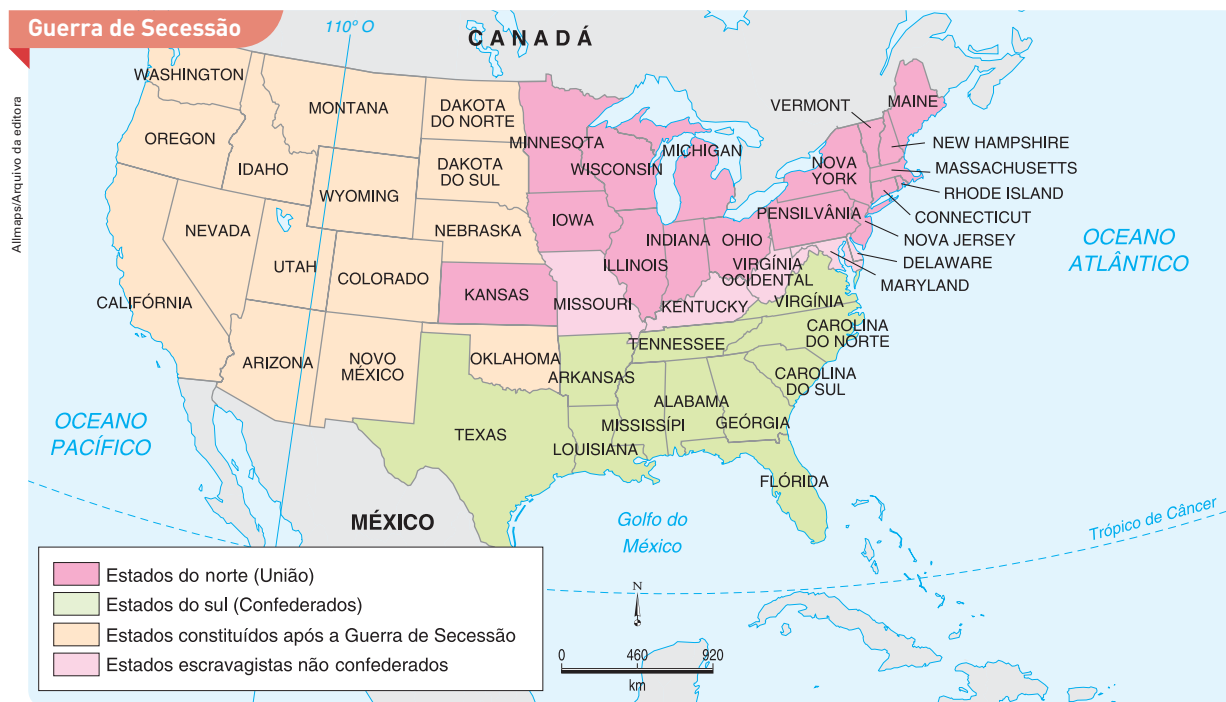 Guerra de Secessão
Allmaps/Arquivo da editora
110° O
CANADÁ
WASHINGTON
MONTANA
DAKOTA
DO NORTE
OREGON
IDAHO
DAKOTA
DO SUL
WYOMING
NEVADA
NEBRASKA
UTAH
COLORADO
CALIFÓRNIA
ARIZONA
NOVO
MÉXICO
OKLAHOMA
KANSAS
MINNESOTA
WISCONSIN
MICHIGAN
IOWA
ILLINOIS
INDIANA
OHIO
PENSILVÂNIA
NOVA
YORK
VERMONT
MAINE
NEW HAMPSHIRE
MASSACHUSETTS
RHODE ISLAND
CONNECTICUT
NOVA JERSEY
DELAWARE
MARYLAND
VIRGÍNIA
OCIDENTAL
MISSOURI
KENTUCKY
VIRGÍNIA
TENNESSEE
CAROLINA
DO NORTE
CAROLINA
DO SUL
ARKANSAS
ALABAMA
MISSISSÍPI
GEÓRGIA
TEXAS
LOUISIANA
FLÓRIDA
OCEANO
ATLÂNTICO
OCEANO
PACÍFICO
MÉXICO
Golfo do
México
Trópico de Câncer
Estados do norte (União)
Estados do sul (Confederados)
Estados constituídos após a Guerra de Secessão
Estados escravagistas não confederados
N
0 460 920
km